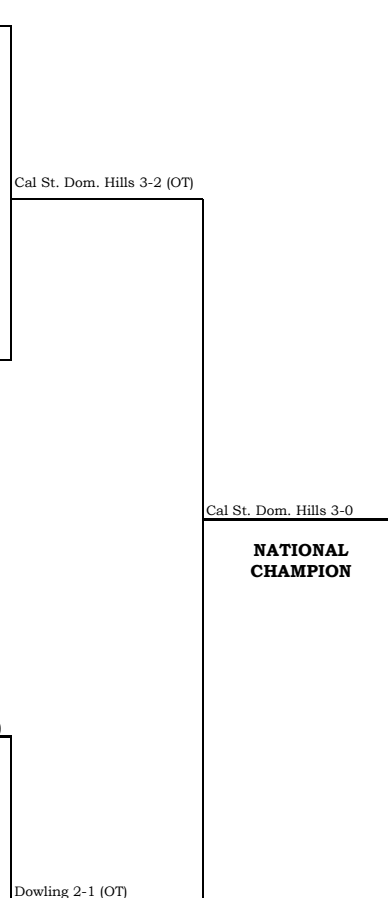 Cal St. Dom. Hills 3-2 (OT)
Cal St. Dom. Hills 3-0
NATIONAL
CHAMPION
)
Dowling 2-1 (OT)